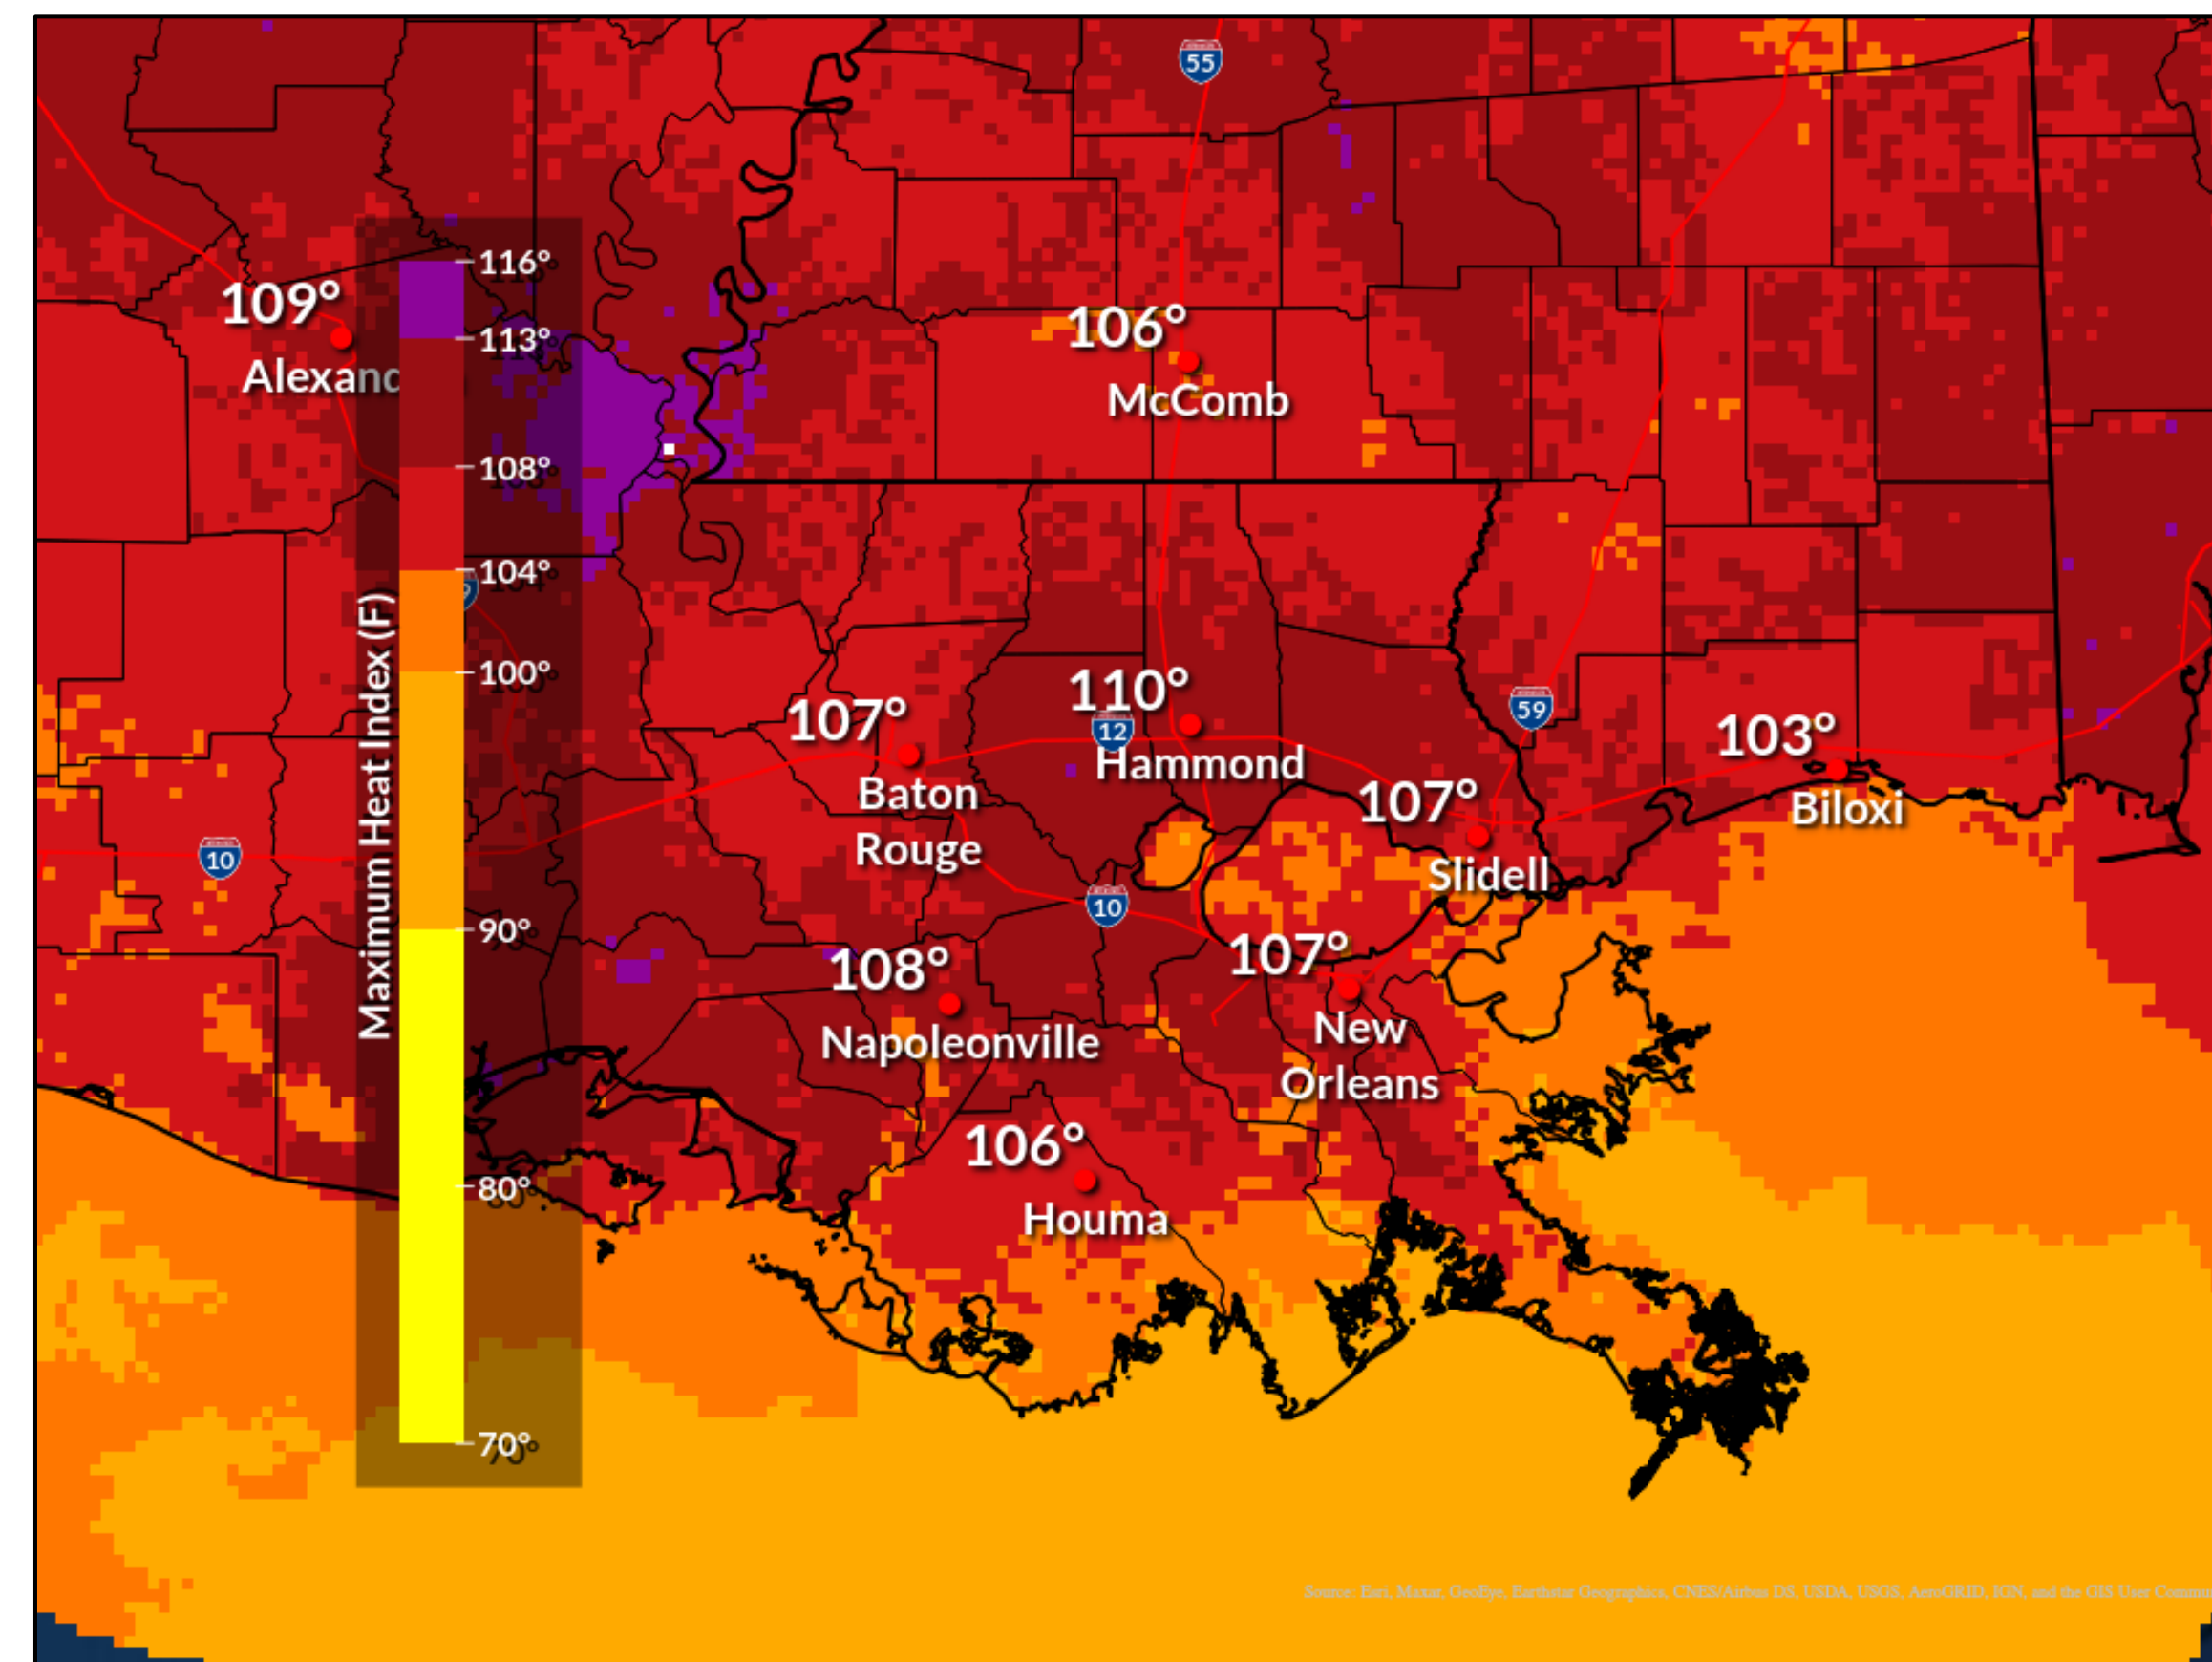 55
116°
109°
113°
Alexand
106°
McComb
108°
104°
Maximum Heat Index (F)
100°
110°
107°
12
59
Hammond
103°
Baton
Rouge
107°
Biloxi
10
Slidell
10
90°
107°
108°
New
Orleans
Napoleonville
106°
80°
Houma
70°
Source: Esri, Maxar, GeoEye, Earthstar Geographics, CNES/Airbus DS, USDA, USGS, AeroGRID, IGN, and the GIS User Commu